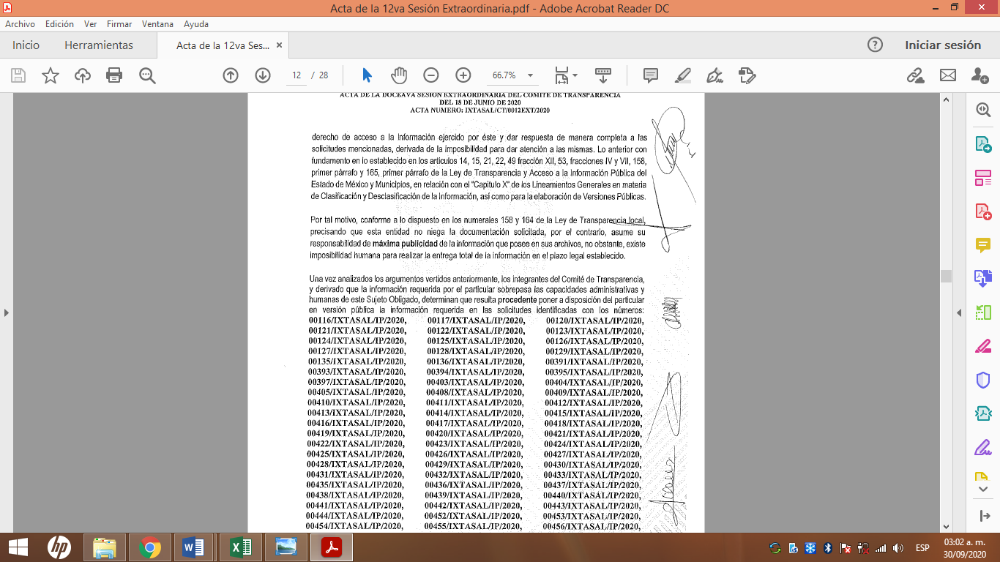 Acta de la 12va Sesión Extraordinaria.pdf - Adobe Acrobat Reader DC
Archivo Edición Ver Firmar Ventana Ayuda
Inicio Herramientas Acta de la 12va Ses... Iniciar sesión
12 / 28 66.7%
ACTA DE LA DOCEAVA SESIÓN EXTRAORDINARIA DEL COMITÉ DE TRANSPARENCIA
DEL 18 DE JUNIO DE 2020
ACTA NUMERO: IXTASAL/CT/0012EXT/2020
derecho de acceso a la información ejercido por éste y dar respuesta de manera completa a las
solicitudes mencionadas, derivada de la imposibilidad para dar atención a las mismas. Lo anterior con
fundamento en lo establecido en los artículos 14, 15, 21, 22, 49 fracción XII, 53, fracciones IV y VII, 158,
primer párrafo y 165, primer párrafo de la Ley de Transparencia y Acceso a la Información Pública del
Estado de México y Municipios, en relación con el "Capitulo X" de los Lineamientos Generales en materia
de Clasificación y Desclasificación de la Información, así como para la elaboración de Versiones Públicas.
Por tal motivo, conforme a lo dispuesto en los numerales 158 y 164 de la Ley de Transparencia local,
precisando que esta entidad no niega la documentación solicitada, por el contrario, asume su
responsabilidad de máxima publicidad de la información que posee en sus archivos, no obstante, existe
imposibilidad humana para realizar la entrega total de la información en el plazo legal establecido.
Una vez analizados los argumentos vertidos anteriormente, los integrantes del Comité de Transparencia,
y derivado que la información requerida por el particular sobrepasa las capacidades administrativas y
humanas de este Sujeto Obligado, determinan que resulta procedente poner a disposición del particular
en versión pública la información requerida en las solicitudes identificadas con los números:
00116/IXTASAL/IP/2020, 00117/IXTASAL/IP/2020, 00120/IXTASAL/IP/2020,
00121/IXTASAL/IP/2020, 00122/IXTASAL/IP/2020, 00123/IXTASAL/IP/2020,
00124/IXTASAL/IP/2020, 00125/IXTASAL/IP/2020, 00126/IXTASAL/IP/2020,
00127/IXTASAL/IP/2020, 00128/IXTASAL/IP/2020, 00129/IXTASAL/IP/2020,
00135/IXTASAL/IP/2020, 00136/IXTASAL/IP/2020, 00391/IXTASAL/IP/2020,
00393/IXTASAL/IP/2020, 00394/IXTASAL/IP/2020, 00395/IXTASAL/IP/2020,
00397/IXTASAL/IP/2020, 00403/IXTASAL/IP/2020, 00404/IXTASAL/IP/2020,
00405/IXTASAL/IP/2020, 00408/IXTASAL/IP/2020, 00409/IXTASAL/IP/2020,
00410/IXTASAL/IP/2020, 00411/IXTASAL/IP/2020, 00412/IXTASAL/IP/2020,
00413/IXTASAL/IP/2020, 00414/IXTASAL/IP/2020, 00415/IXTASAL/IP/2020,
00416/IXTASAL/IP/2020, 00417/IXTASAL/IP/2020, 00418/IXTASAL/IP/2020,
00419/IXTASAL/IP/2020, 00420/IXTASAL/IP/2020, 00421/IXTASAL/IP/2020,
00422/IXTASAL/IP/2020, 00423/IXTASAL/IP/2020, 00424/IXTASAL/IP/2020,
00425/IXTASAL/IP/2020, 00426/IXTASAL/IP/2020, 00427/IXTASAL/IP/2020,
00428/IXTASAL/IP/2020, 00429/IXTASAL/IP/2020, 00430/IXTASAL/IP/2020,
00431/IXTASAL/IP/2020, 00432/IXTASAL/IP/2020, 00433/IXTASAL/IP/2020,
00435/IXTASAL/IP/2020, 00436/IXTASAL/IP/2020, 00437/IXTASAL/IP/2020,
00438/IXTASAL/IP/2020, 00439/IXTASAL/IP/2020, 00440/IXTASAL/IP/2020,
00441/IXTASAL/IP/2020, 00442/IXTASAL/IP/2020, 00443/IXTASAL/IP/2020,
00444/IXTASAL/IP/2020, 00452/IXTASAL/IP/2020, 00453/IXTASAL/IP/2020,
00454/IXTASAL/IP/2020, 00455/IXTASAL/IP/2020, 00456/IXTASAL/IP/2020,
ESP
03:02 a. m.
30/09/2020